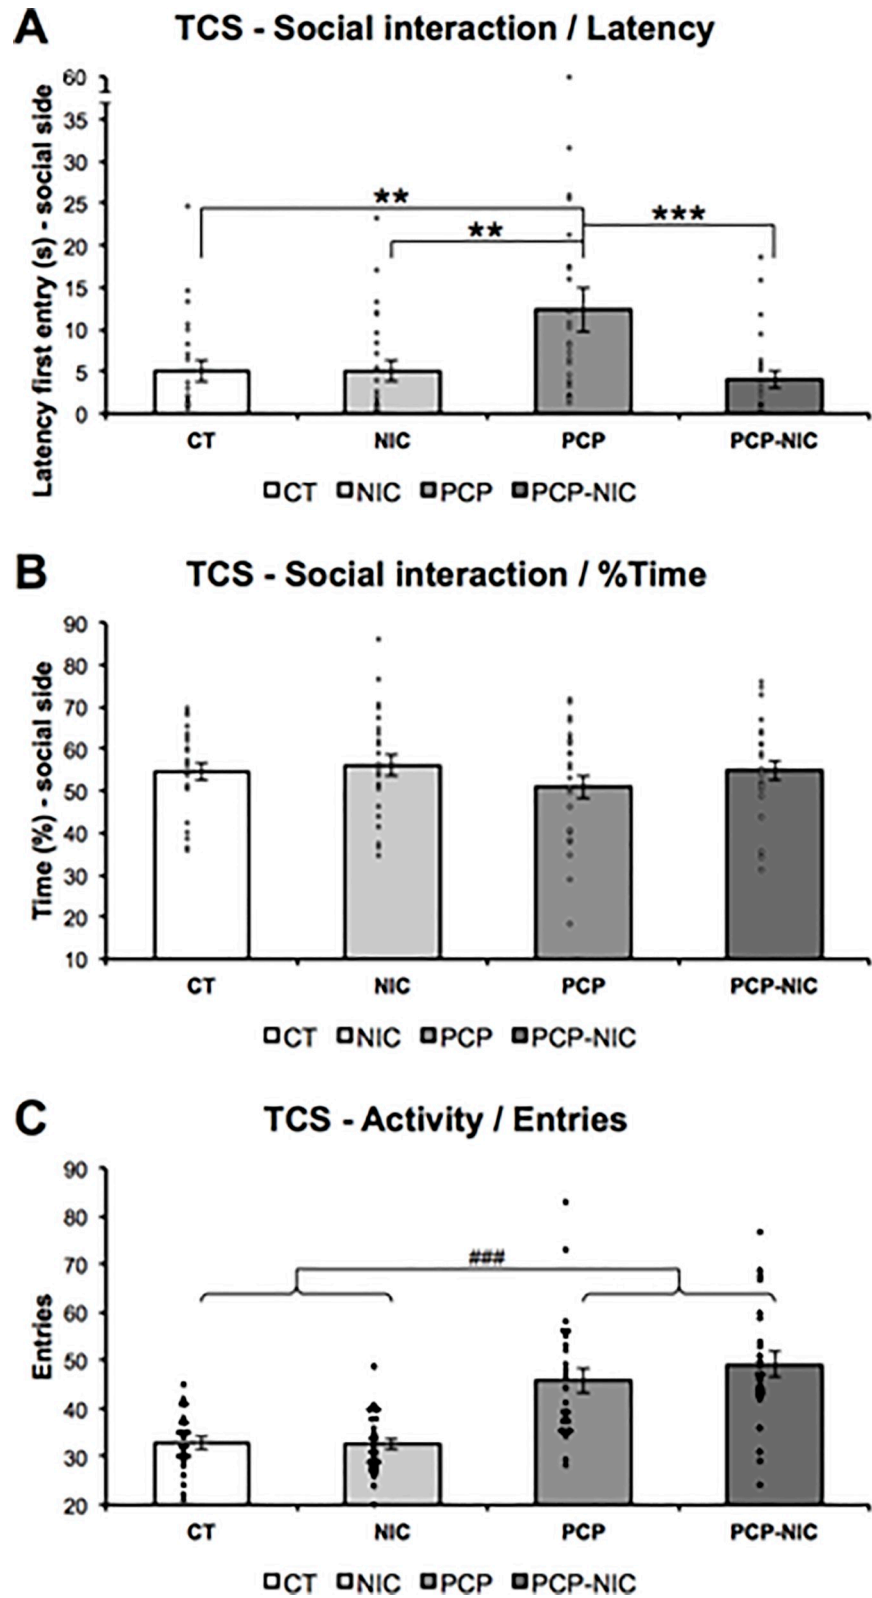 A TCS - Social interaction / Latency
Latency first entry (s) - social side
60
35
30
25
20
15
10
5
0
**
**
***
CT NIC PCP PCP-NIC
CT NIC PCP PCP-NIC
B TCS - Social interaction / %Time
Time (%) - social side
90
80
70
60
50
40
30
20
10
CT NIC PCP PCP-NIC
CT NIC PCP PCP-NIC
C TCS - Activity / Entries
Entries
90
80
70
60
50
40
30
20
###
CT NIC PCP PCP-NIC
CT NIC PCP PCP-NIC